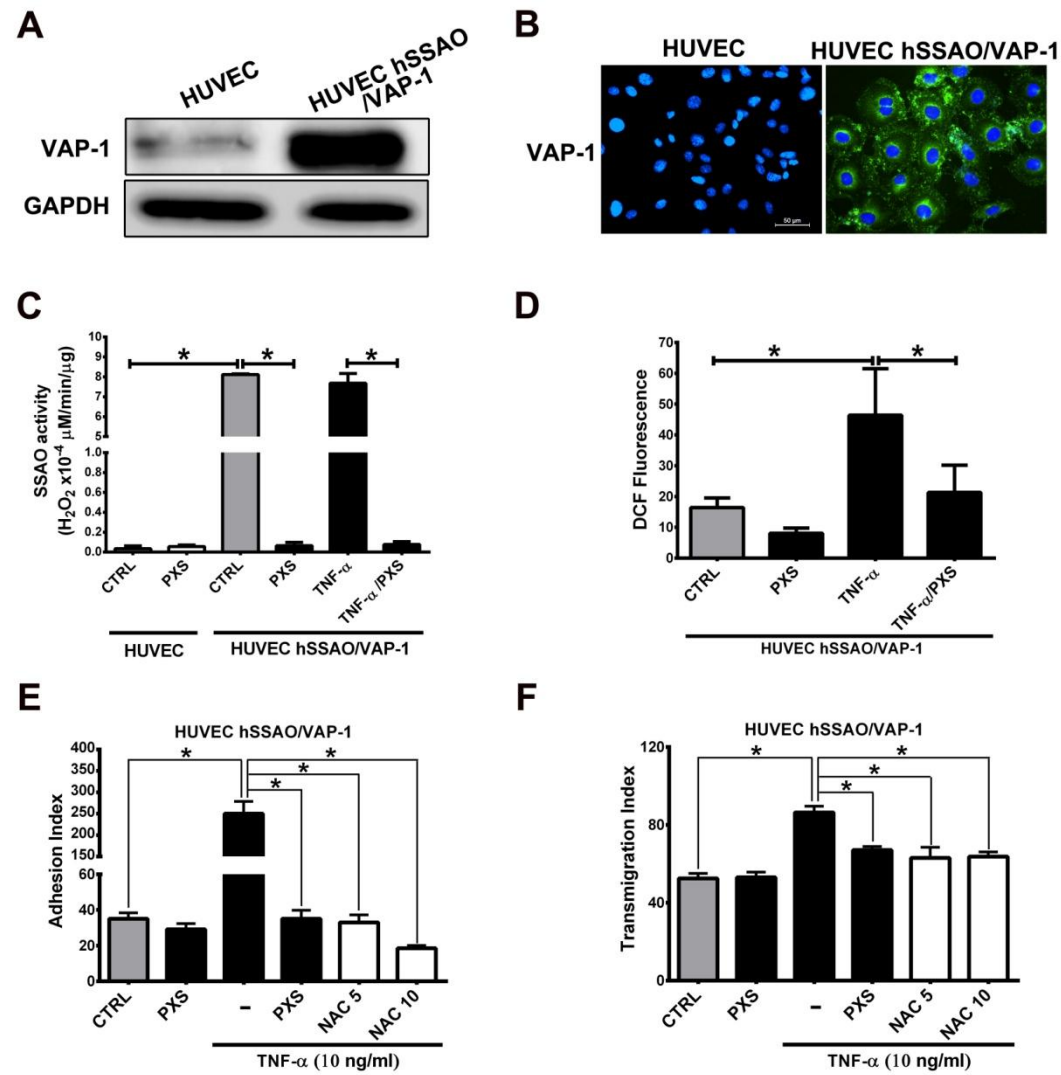 A
HUVEC
HUVEC hSSAO
/VAP-1
VAP-1
GAPDH
B
HUVEC
HUVEC hSSAO/VAP-1
VAP-1
50 µm
C
SSAO activity
(H₂O₂ x10⁻⁴ µM/min/µg)
10
9
8
7
6
5
1.0
0.8
0.6
0.4
0.2
0.0
*
*
*
CTRL
PXS
CTRL
PXS
TNF-α
TNF-α/PXS
HUVEC
HUVEC hSSAO/VAP-1
D
DCF Fluorescence
70
60
50
40
30
20
10
0
*
*
CTRL
PXS
TNF-α
TNF-α/PXS
HUVEC hSSAO/VAP-1
E
HUVEC hSSAO/VAP-1
Adhesion Index
400
350
300
250
200
150
60
40
20
0
*
*
*
*
CTRL
PXS
–
PXS
NAC 5
NAC 10
TNF-α (10 ng/ml)
F
HUVEC hSSAO/VAP-1
Transmigration Index
120
80
40
0
*
*
*
*
CTRL
PXS
–
PXS
NAC 5
NAC 10
TNF-α (10 ng/ml)